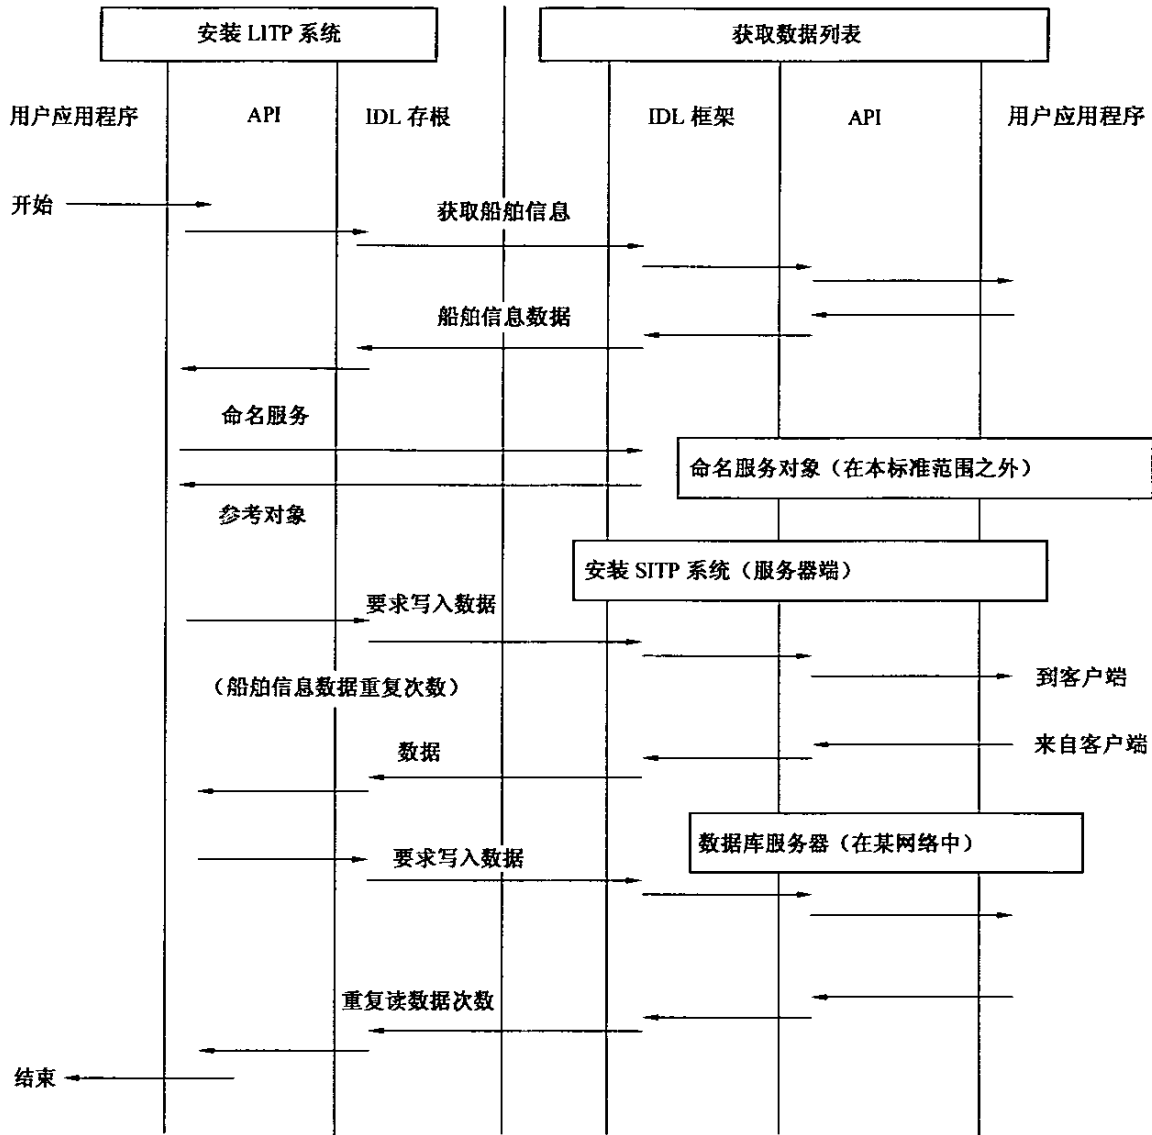 安装 LITP 系统
获取数据列表
用户应用程序
API
IDL 存根
IDL 框架
API
用户应用程序
开始
获取船舶信息
船舶信息数据
命名服务
命名服务对象（在本标准范围之外）
参考对象
安装 SITP 系统（服务器端）
要求写入数据
（船舶信息数据重复次数）
到客户端
来自客户端
数据
数据库服务器（在某网络中）
要求写入数据
重复读数据次数
结束